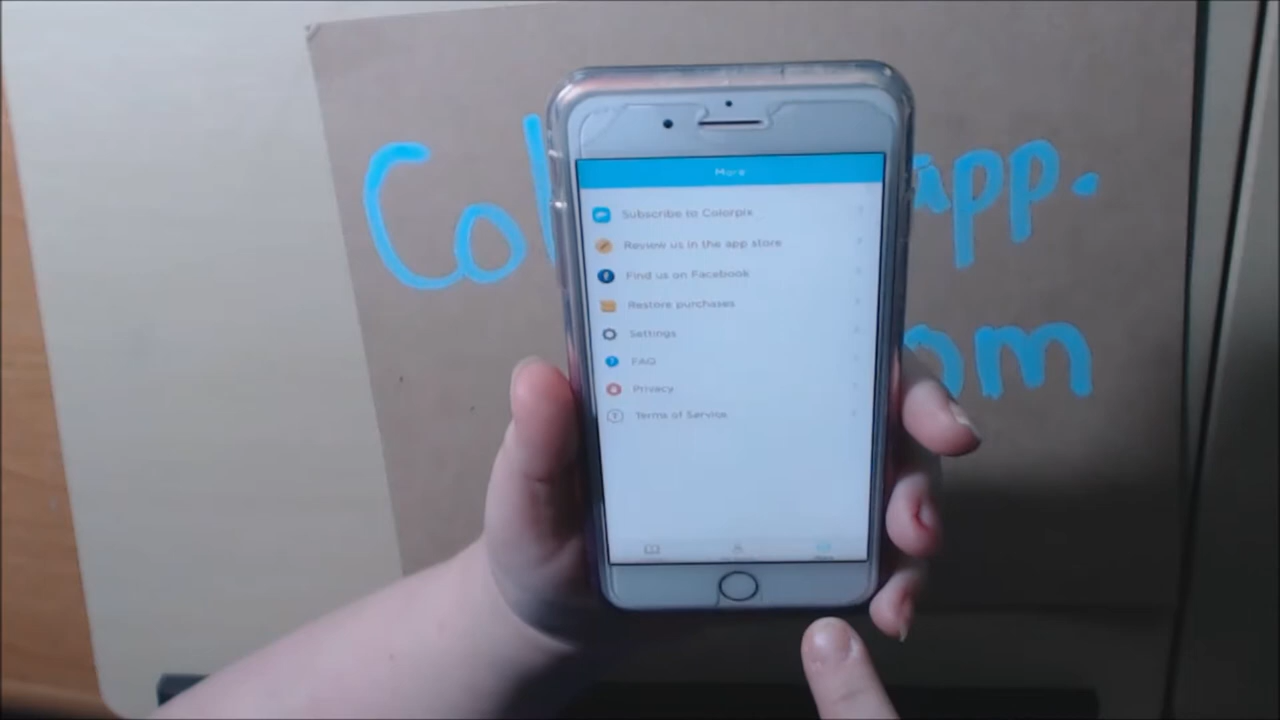 More
Subscribe to Colorpix
Review us in the app store
Find us on Facebook
Restore purchases
Settings
FAQ
Privacy
Terms of Service
Col app.
om